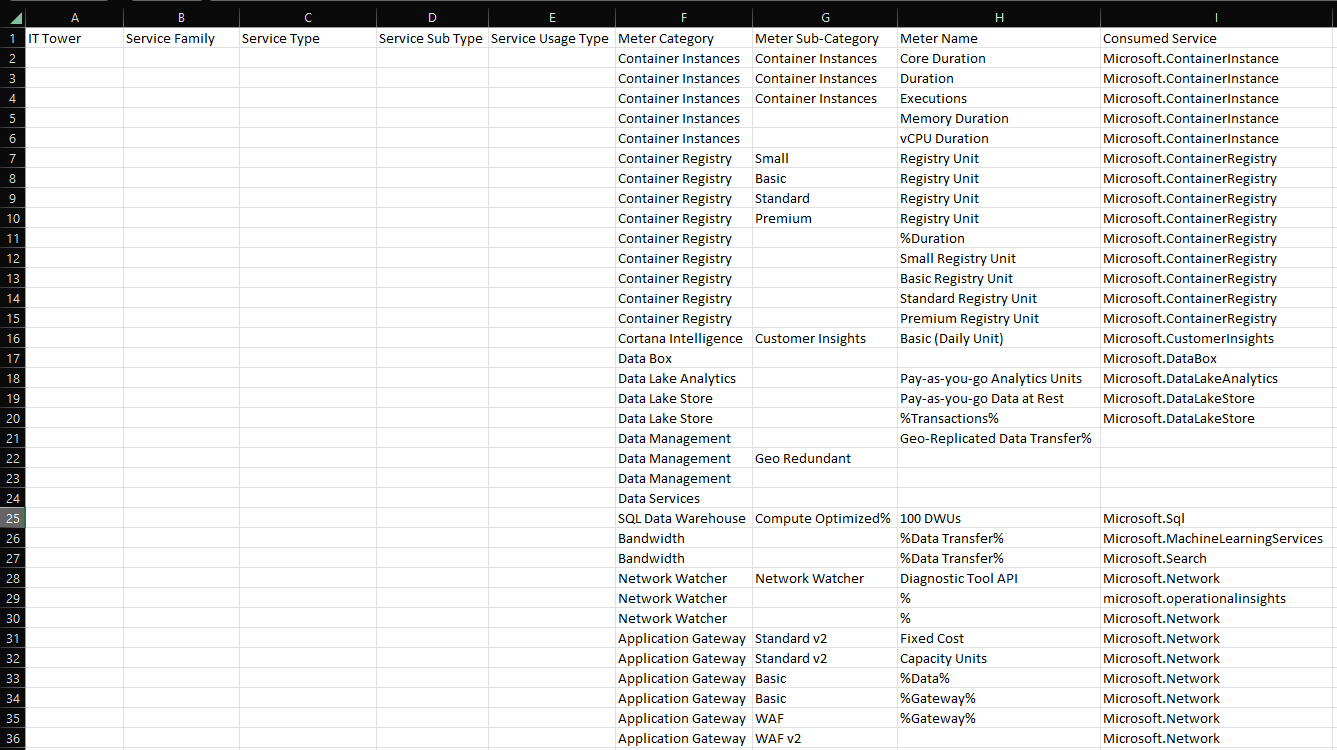 A B C D E F G H I
1 IT Tower Service Family Service Type Service Sub Type Service Usage Type Meter Category Meter Sub-Category Meter Name Consumed Service
2 Container Instances Container Instances Core Duration Microsoft.ContainerInstance
3 Container Instances Container Instances Duration Microsoft.ContainerInstance
4 Container Instances Container Instances Executions Microsoft.ContainerInstance
5 Container Instances Memory Duration Microsoft.ContainerInstance
6 Container Instances vCPU Duration Microsoft.ContainerInstance
7 Container Registry Small Registry Unit Microsoft.ContainerRegistry
8 Container Registry Basic Registry Unit Microsoft.ContainerRegistry
9 Container Registry Standard Registry Unit Microsoft.ContainerRegistry
10 Container Registry Premium Registry Unit Microsoft.ContainerRegistry
11 Container Registry %Duration Microsoft.ContainerRegistry
12 Container Registry Small Registry Unit Microsoft.ContainerRegistry
13 Container Registry Basic Registry Unit Microsoft.ContainerRegistry
14 Container Registry Standard Registry Unit Microsoft.ContainerRegistry
15 Container Registry Premium Registry Unit Microsoft.ContainerRegistry
16 Cortana Intelligence Customer Insights Basic (Daily Unit) Microsoft.CustomerInsights
17 Data Box Microsoft.DataBox
18 Data Lake Analytics Pay-as-you-go Analytics Units Microsoft.DataLakeAnalytics
19 Data Lake Store Pay-as-you-go Data at Rest Microsoft.DataLakeStore
20 Data Lake Store %Transactions% Microsoft.DataLakeStore
21 Data Management Geo-Replicated Data Transfer%
22 Data Management Geo Redundant
23 Data Management
24 Data Services
25 SQL Data Warehouse Compute Optimized% 100 DWUs Microsoft.Sql
26 Bandwidth %Data Transfer% Microsoft.MachineLearningServices
27 Bandwidth %Data Transfer% Microsoft.Search
28 Network Watcher Network Watcher Diagnostic Tool API Microsoft.Network
29 Network Watcher % microsoft.operationalinsights
30 Network Watcher % Microsoft.Network
31 Application Gateway Standard v2 Fixed Cost Microsoft.Network
32 Application Gateway Standard v2 Capacity Units Microsoft.Network
33 Application Gateway Basic %Data% Microsoft.Network
34 Application Gateway Basic %Gateway% Microsoft.Network
35 Application Gateway WAF %Gateway% Microsoft.Network
36 Application Gateway WAF v2 Microsoft.Network